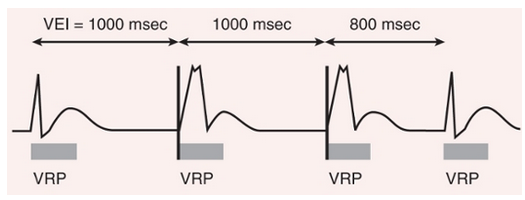 VEI = 1000 msec 1000 msec 800 msec
VRP VRP VRP VRP